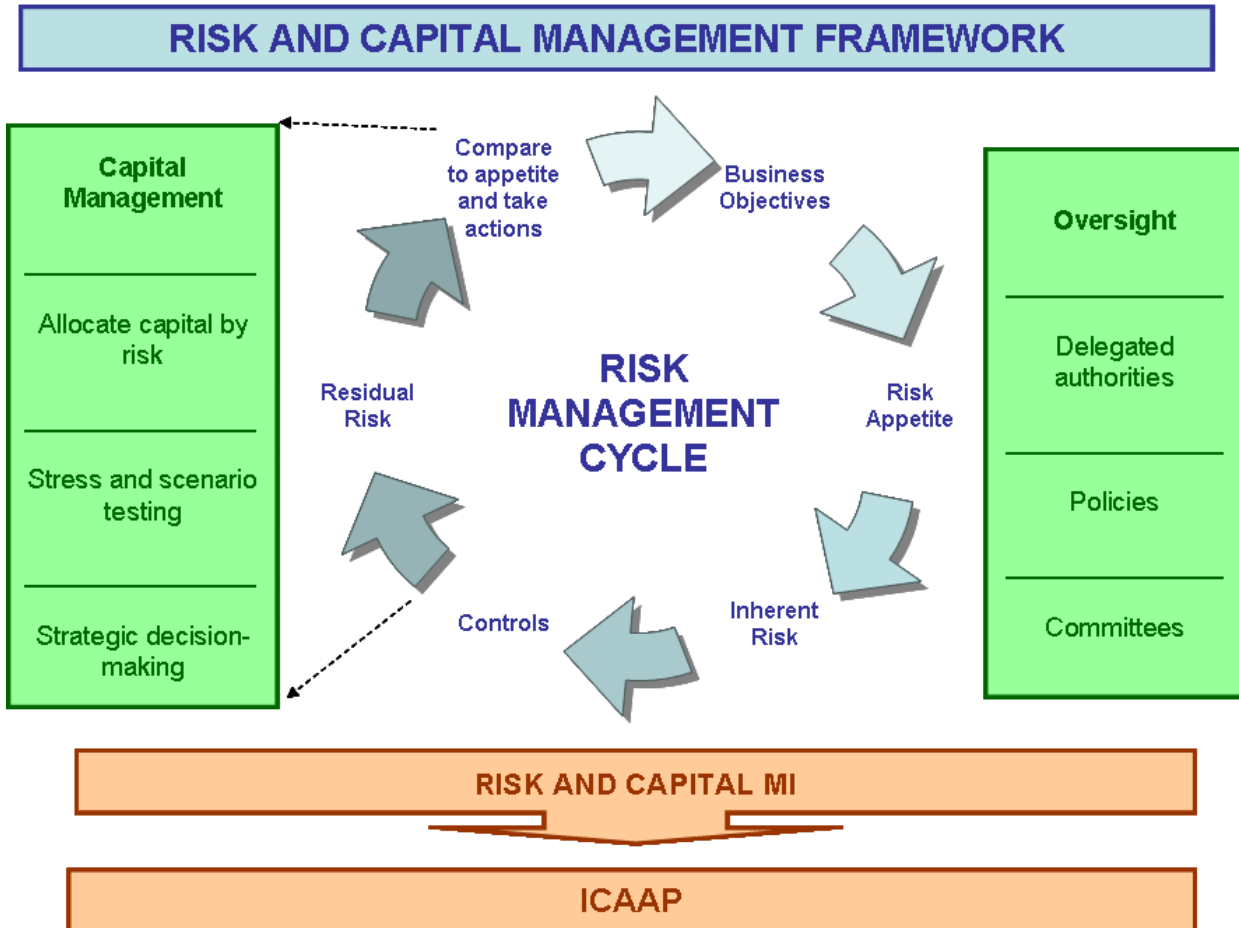 RISK AND CAPITAL MANAGEMENT FRAMEWORK
Capital
Management
Allocate capital by
risk
Stress and scenario
testing
Strategic decision-
making
Compare
to appetite
and take
actions
Business
Objectives
Risk
Appetite
Inherent
Risk
Controls
Residual
Risk
RISK
MANAGEMENT
CYCLE
Oversight
Delegated
authorities
Policies
Committees
RISK AND CAPITAL MI
ICAAP